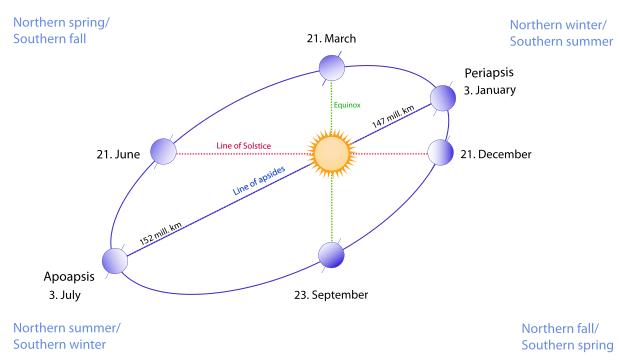 Northern spring/
Southern fall
Northern winter/
Southern summer
21. March
Periapsis
3. January
Equinox
147 mill. km
21. June
Line of Solstice
21. December
Line of apsides
152 mill. km
Apoapsis
3. July
23. September
Northern summer/
Southern winter
Northern fall/
Southern spring